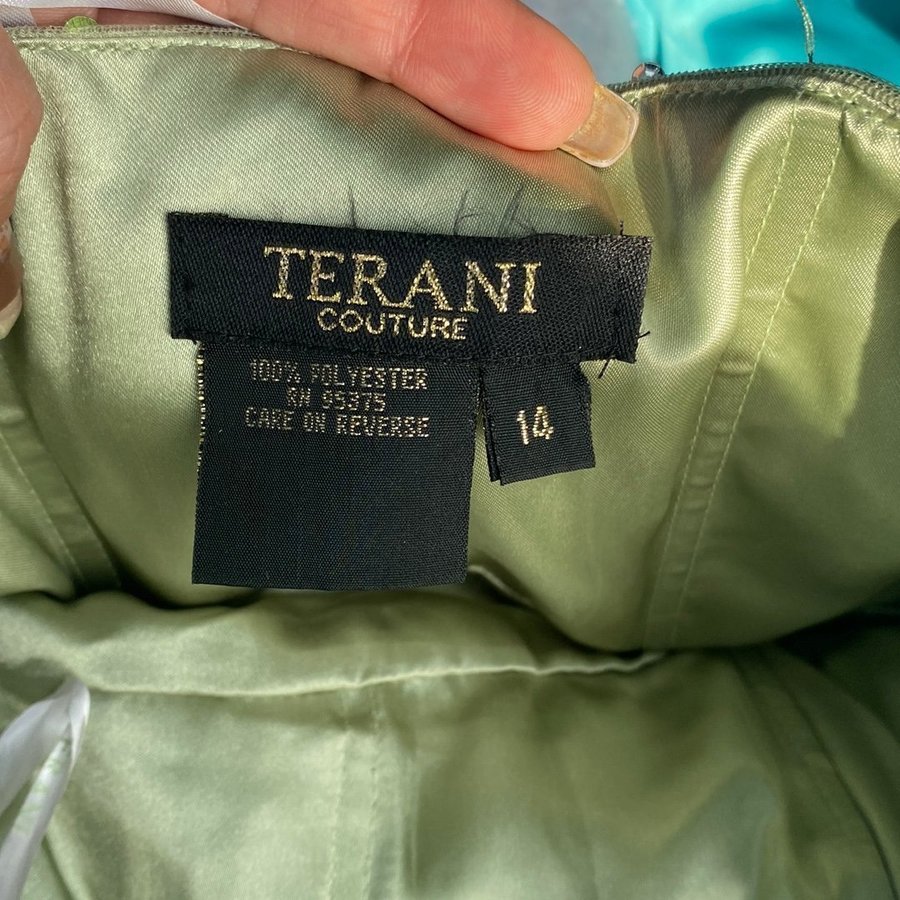 TERANI
COUTURE
100% POLYESTER
RN 95375
CARE ON REVERSE
14